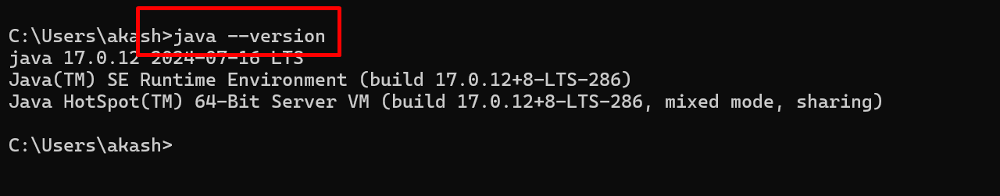 C:\Users\akash>java --version
java 17.0.12 2024-07-16 LTS
Java(TM) SE Runtime Environment (build 17.0.12+8-LTS-286)
Java HotSpot(TM) 64-Bit Server VM (build 17.0.12+8-LTS-286, mixed mode, sharing)
C:\Users\akash>